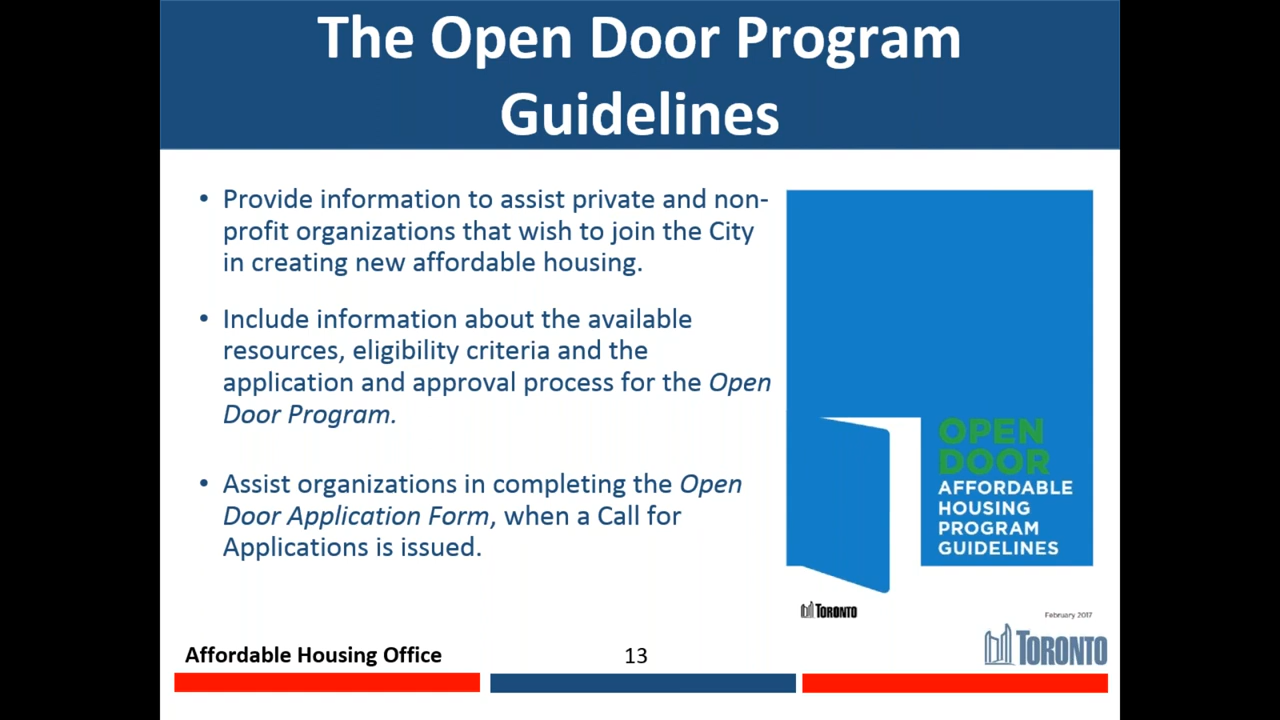 The Open Door Program
Guidelines
• Provide information to assist private and non-
profit organizations that wish to join the City
in creating new affordable housing.
• Include information about the available
resources, eligibility criteria and the
application and approval process for the Open
Door Program.
• Assist organizations in completing the Open
Door Application Form, when a Call for
Applications is issued.
OPEN
DOOR
AFFORDABLE
HOUSING
PROGRAM
GUIDELINES
TORONTO
February 2017
Affordable Housing Office
13
TORONTO